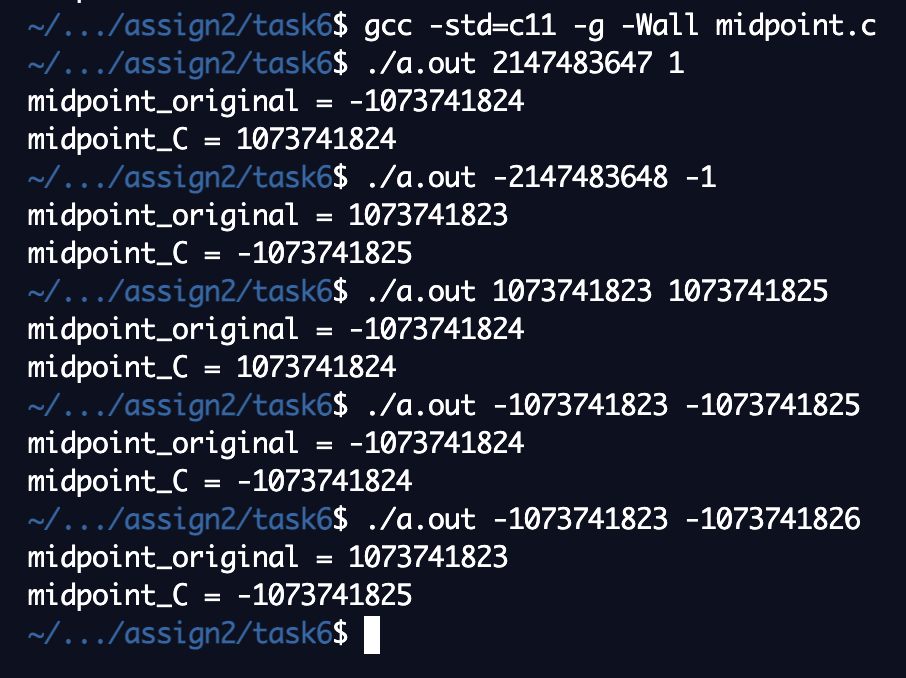 ~/.../assign2/task6$ gcc -std=c11 -g -Wall midpoint.c
~/.../assign2/task6$ ./a.out 2147483647 1
midpoint_original = -1073741824
midpoint_C = 1073741824
~/.../assign2/task6$ ./a.out -2147483648 -1
midpoint_original = 1073741823
midpoint_C = -1073741825
~/.../assign2/task6$ ./a.out 1073741823 1073741825
midpoint_original = -1073741824
midpoint_C = 1073741824
~/.../assign2/task6$ ./a.out -1073741823 -1073741825
midpoint_original = -1073741824
midpoint_C = -1073741824
~/.../assign2/task6$ ./a.out -1073741823 -1073741826
midpoint_original = 1073741823
midpoint_C = -1073741825
~/.../assign2/task6$